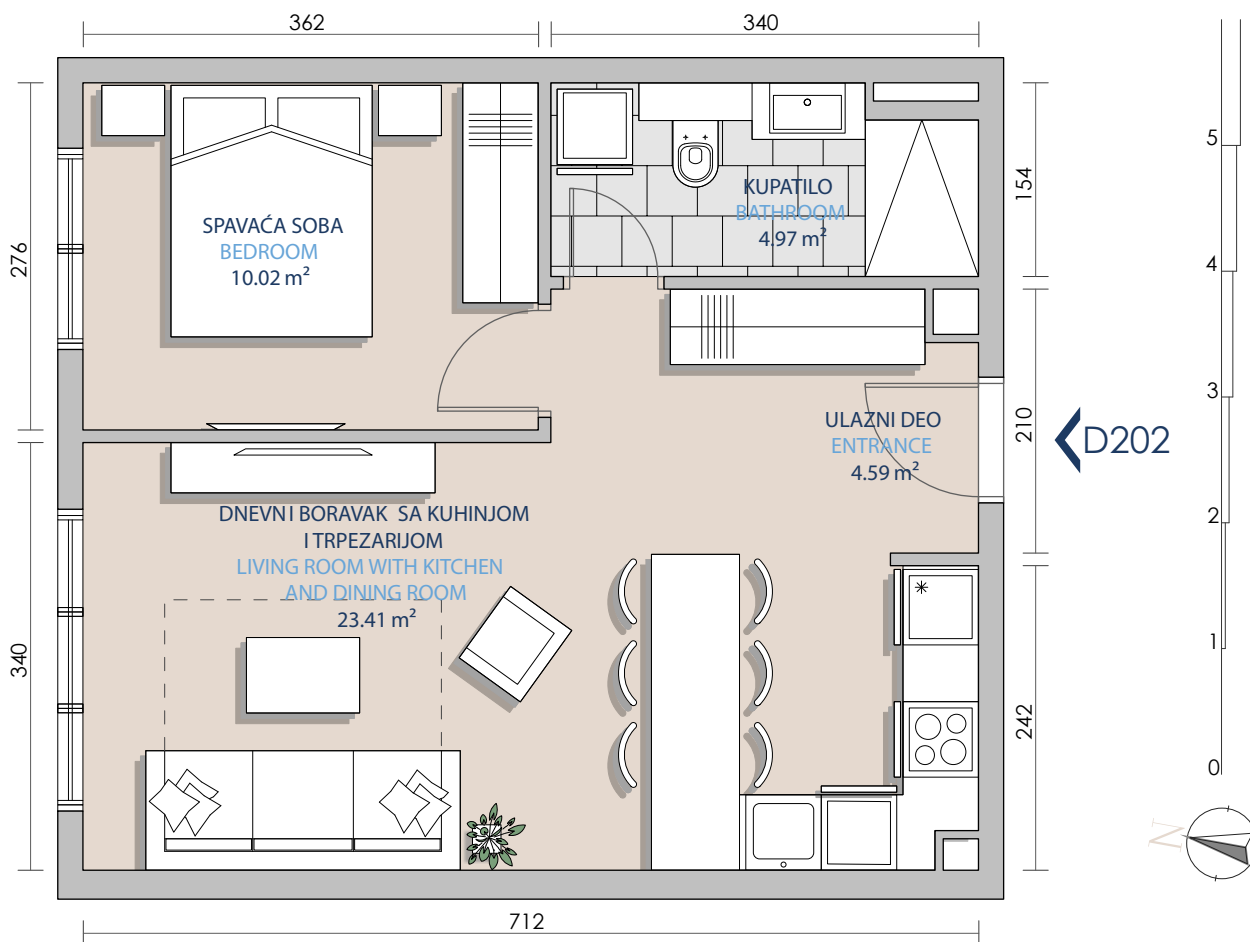 362
340
276
340
SPAVAĆA SOBA
BEDROOM
10.02 m²
KUPATILO
BATHROOM
4.97 m²
ULAZNI DEO
ENTRANCE
4.59 m²
DNEVNI BORAVAK SA KUHINJOM
I TRPEZARIJOM
LIVING ROOM WITH KITCHEN
AND DINING ROOM
23.41 m²
154
210
242
D202
5
4
3
2
1
0
N
712